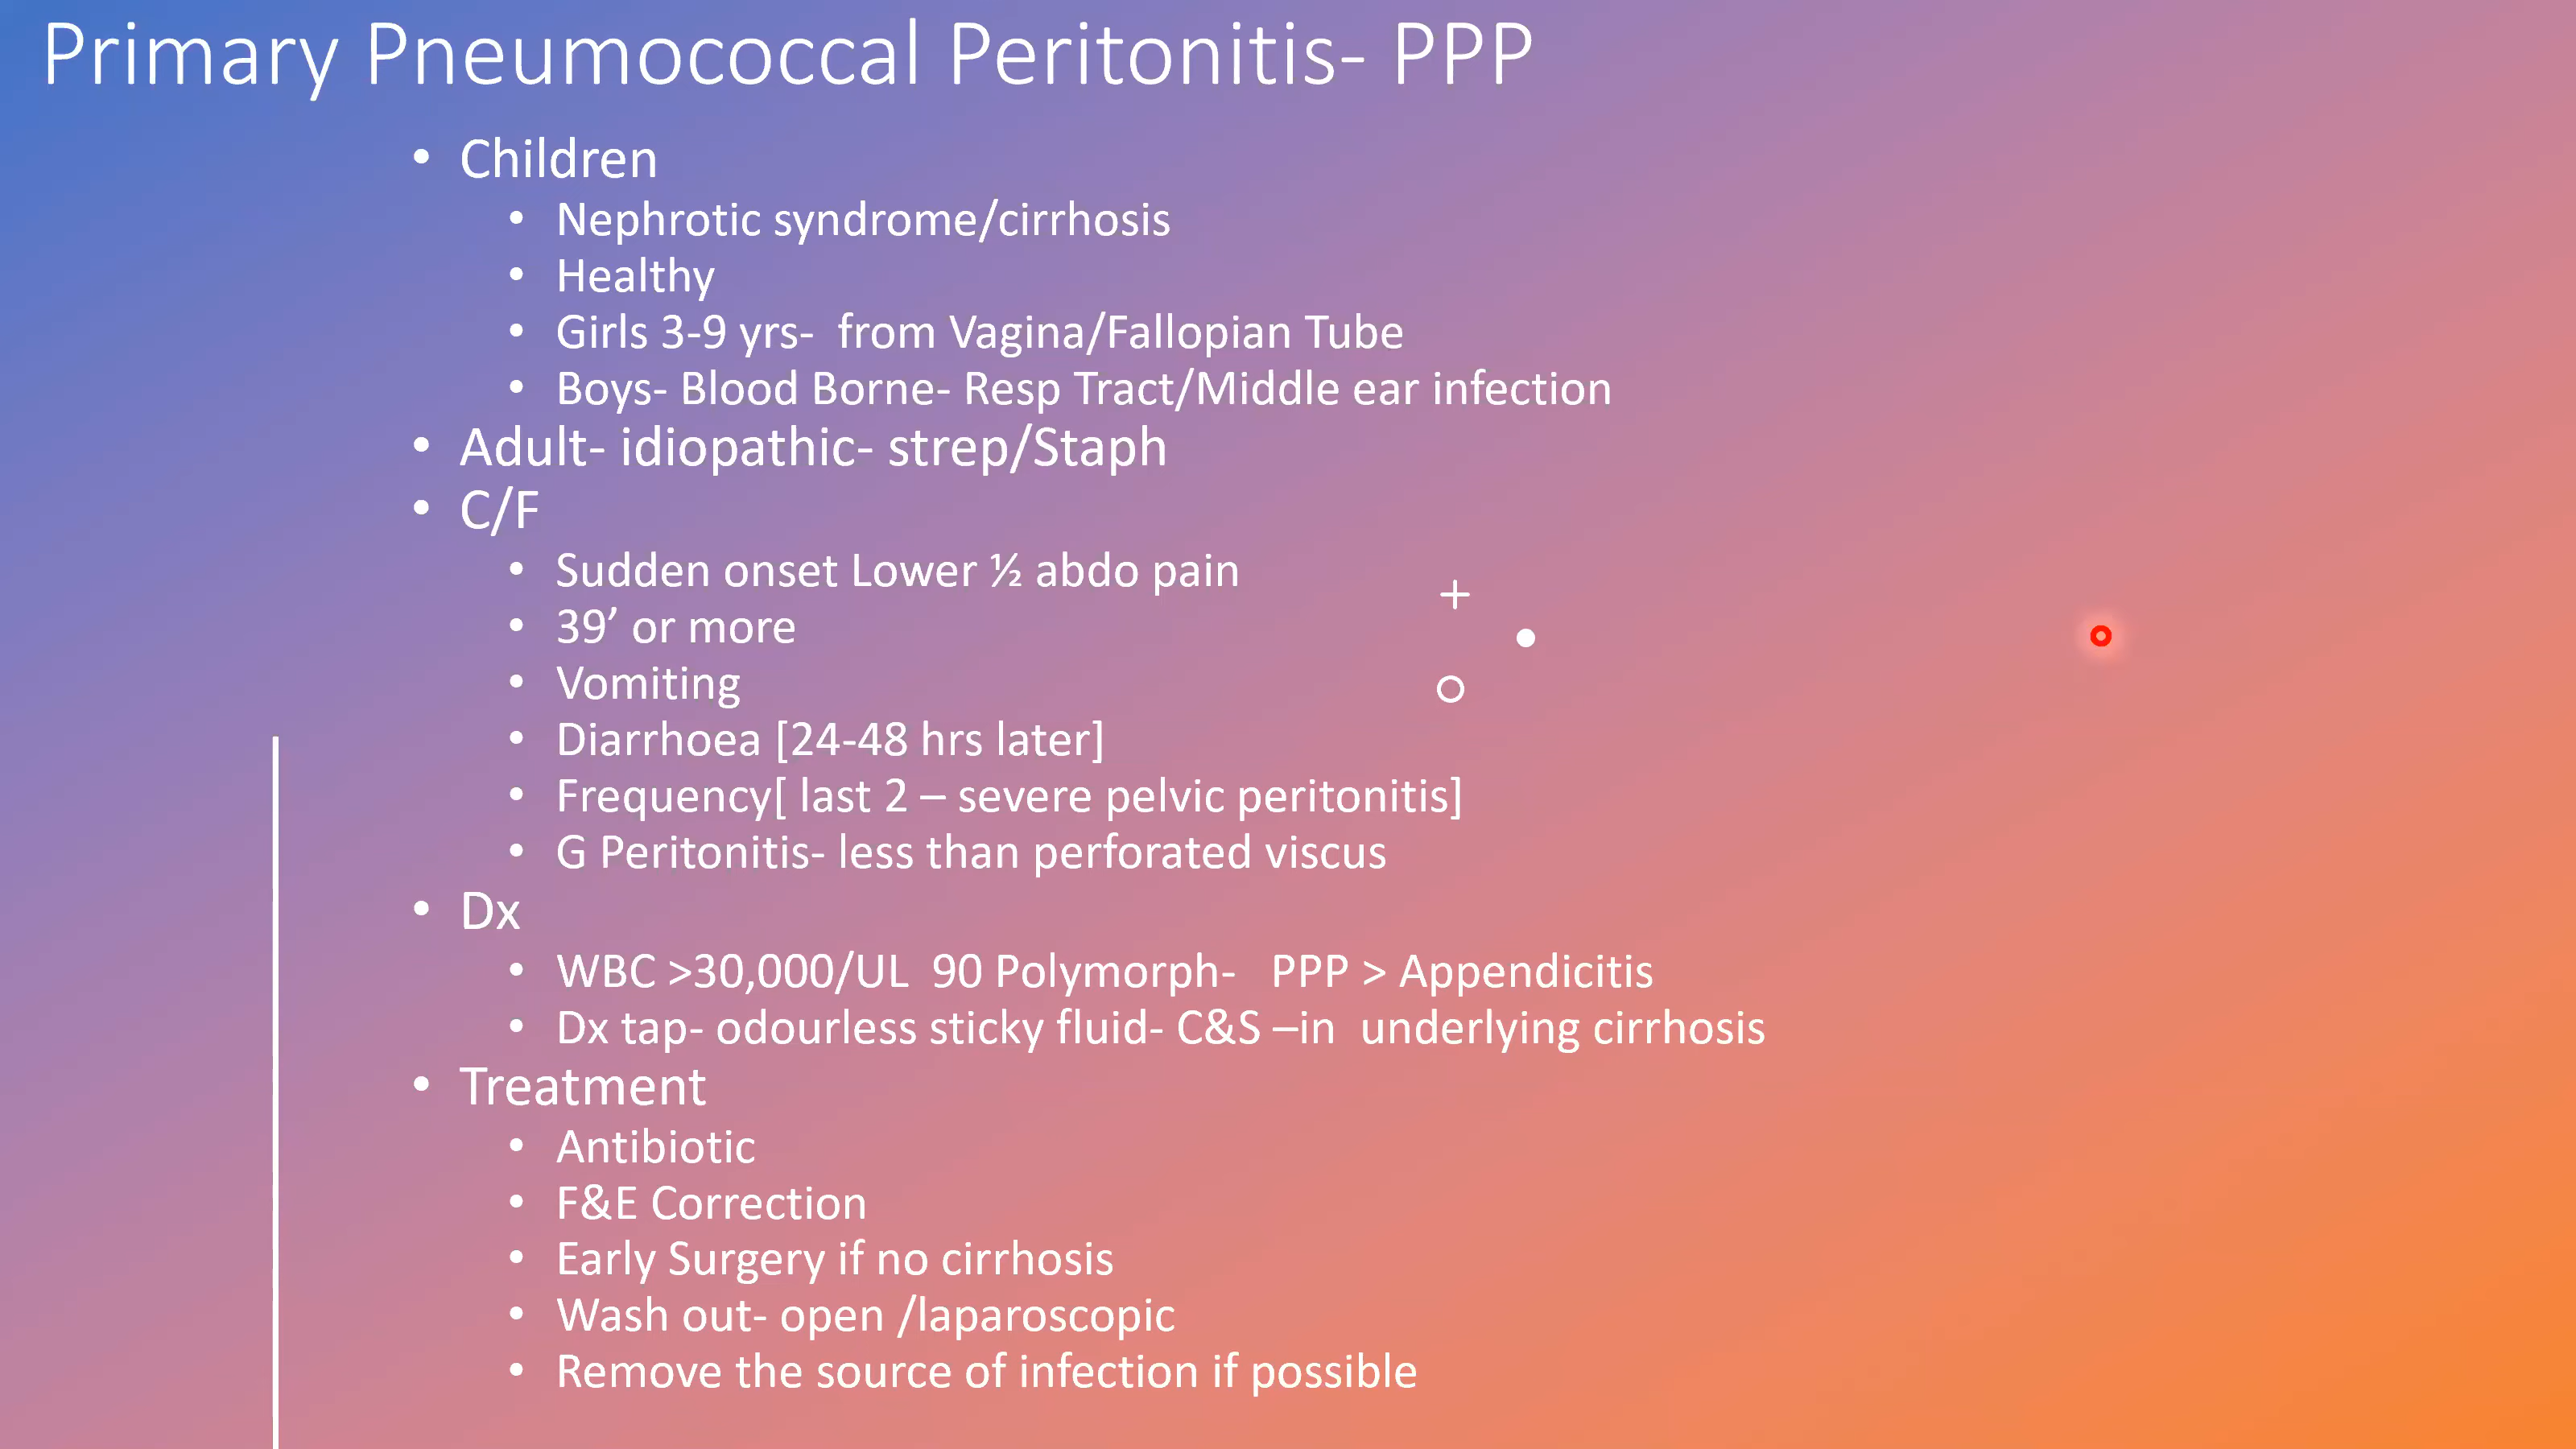 Primary Pneumococcal Peritonitis- PPP
• Children
• Nephrotic syndrome/cirrhosis
• Healthy
• Girls 3-9 yrs- from Vagina/Fallopian Tube
• Boys- Blood Borne- Resp Tract/Middle ear infection
• Adult- idiopathic- strep/Staph
• C/F
• Sudden onset Lower ½ abdo pain
• 39’ or more
• Vomiting
• Diarrhoea [24-48 hrs later]
• Frequency[ last 2 – severe pelvic peritonitis]
• G Peritonitis- less than perforated viscus
• Dx
• WBC >30,000/UL 90 Polymorph- PPP > Appendicitis
• Dx tap- odourless sticky fluid- C&S –in underlying cirrhosis
• Treatment
• Antibiotic
• F&E Correction
• Early Surgery if no cirrhosis
• Wash out- open /laparoscopic
• Remove the source of infection if possible